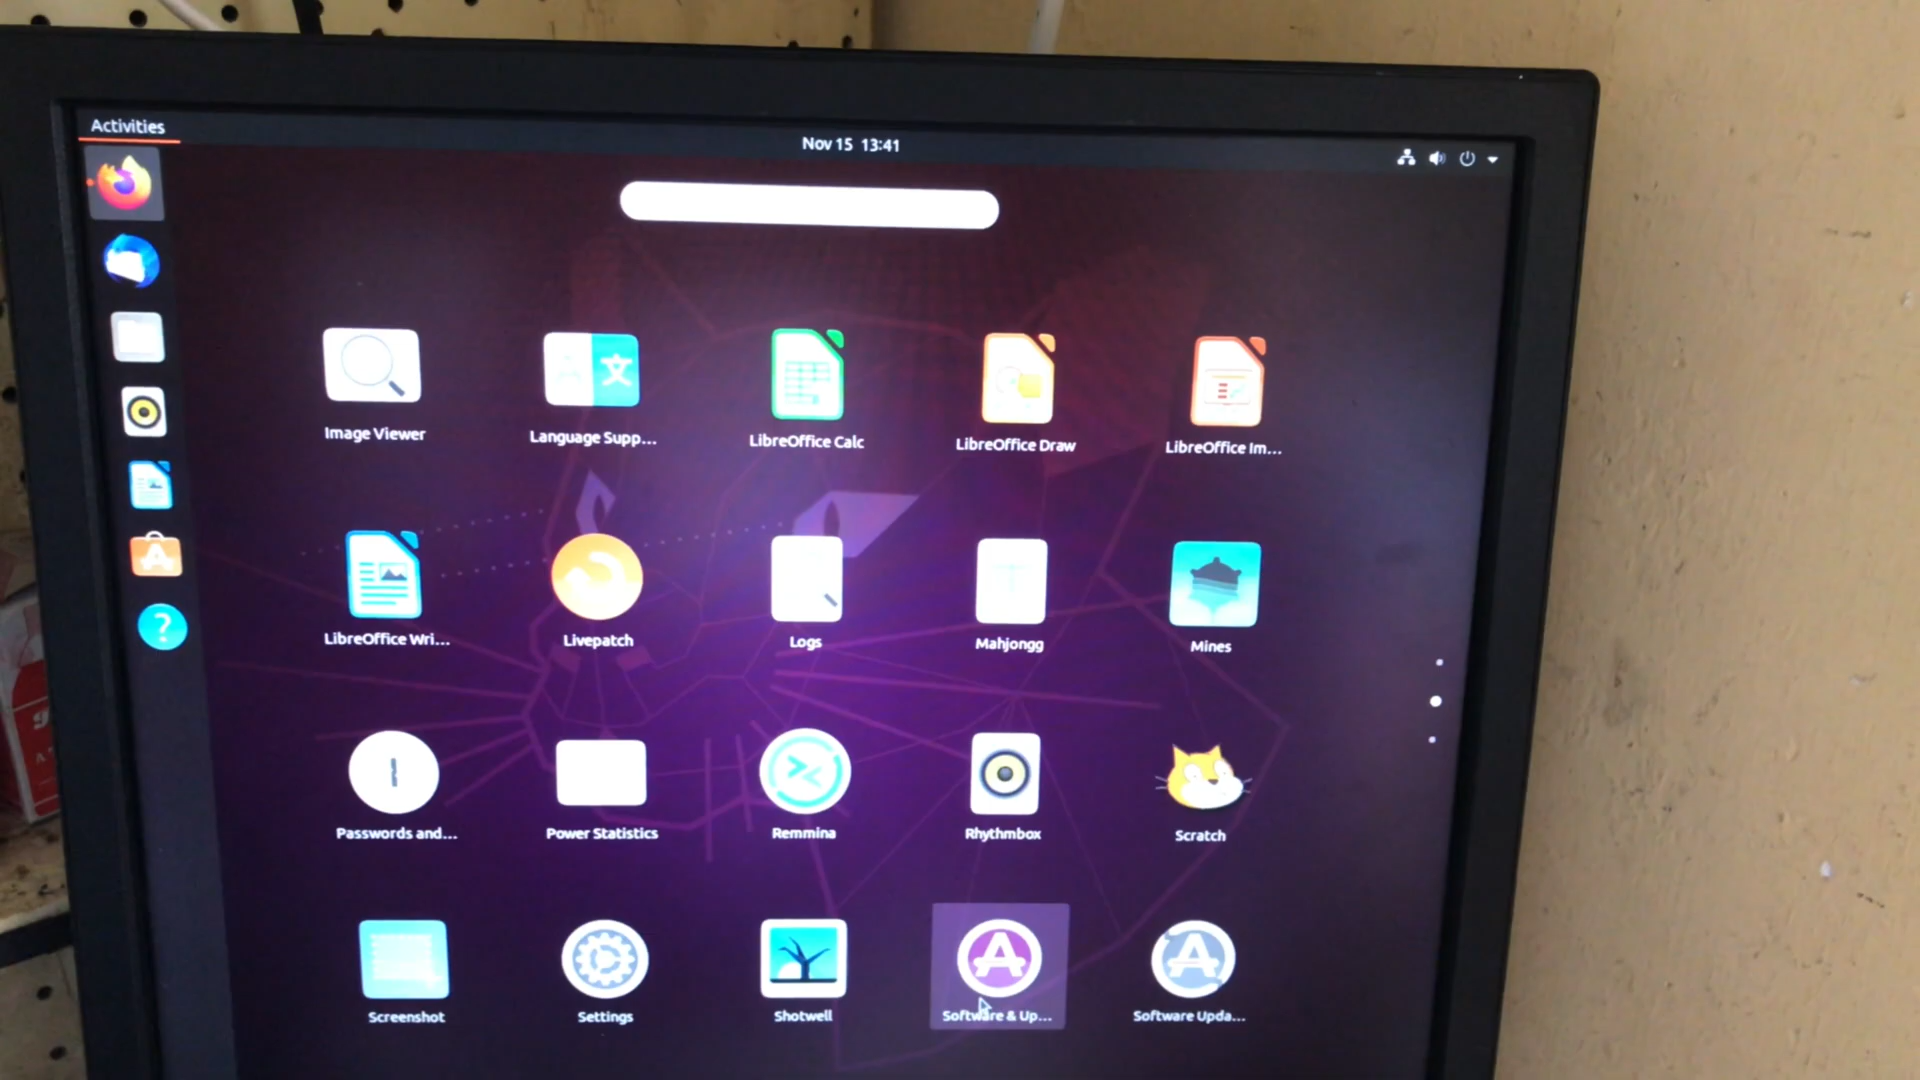 Activities
Nov 15 13:41
Image Viewer
Language Supp...
LibreOffice Calc
LibreOffice Draw
LibreOffice Im...
LibreOffice Wri...
Livepatch
Logs
Mahjongg
Mines
Passwords and...
Power Statistics
Remmina
Rhythmbox
Scratch
Screenshot
Settings
Shotwell
Software & Up...
Software Upda...